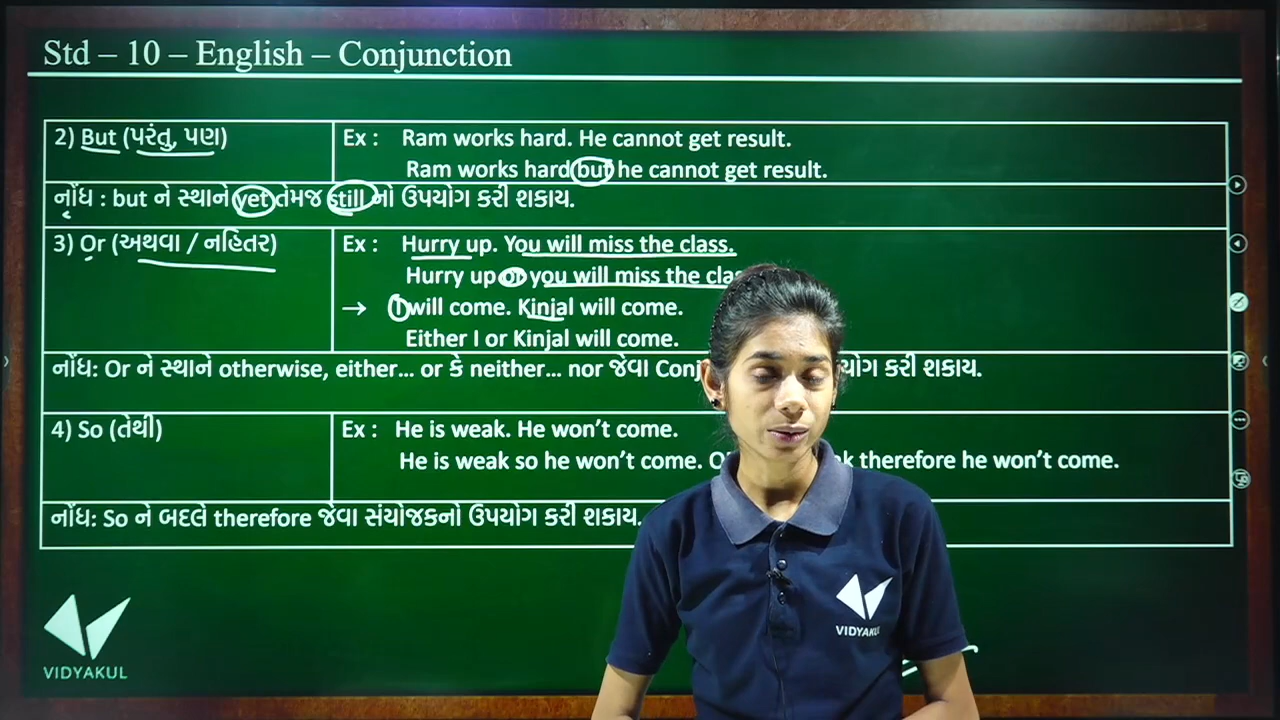 Std – 10 – English – Conjunction
2) But (પરંતુ, પણ)
Ex : Ram works hard. He cannot get result.
Ram works hard but he cannot get result.
નોંધ : but ને સ્થાને yet તેમજ still નો ઉપયોગ કરી શકાય.
3) Or (અથવા / નહિતર)
Ex : Hurry up. You will miss the class.
Hurry up or you will miss the
→ I will come. Kinjal will come.
Either I or Kinjal will come.
નોંધ: Or ને સ્થાને otherwise, either... or કે neither... nor જેવા કરી શકાય.
4) So (તેથી)
Ex : He is weak. He won't come.
He is weak so he won't come. therefore he won't come.
નોંધ: So ને બદલે therefore જેવા સંયોજકનો ઉપયોગ કરી શકાય.
VIDYAKUL
VIDYAKUL